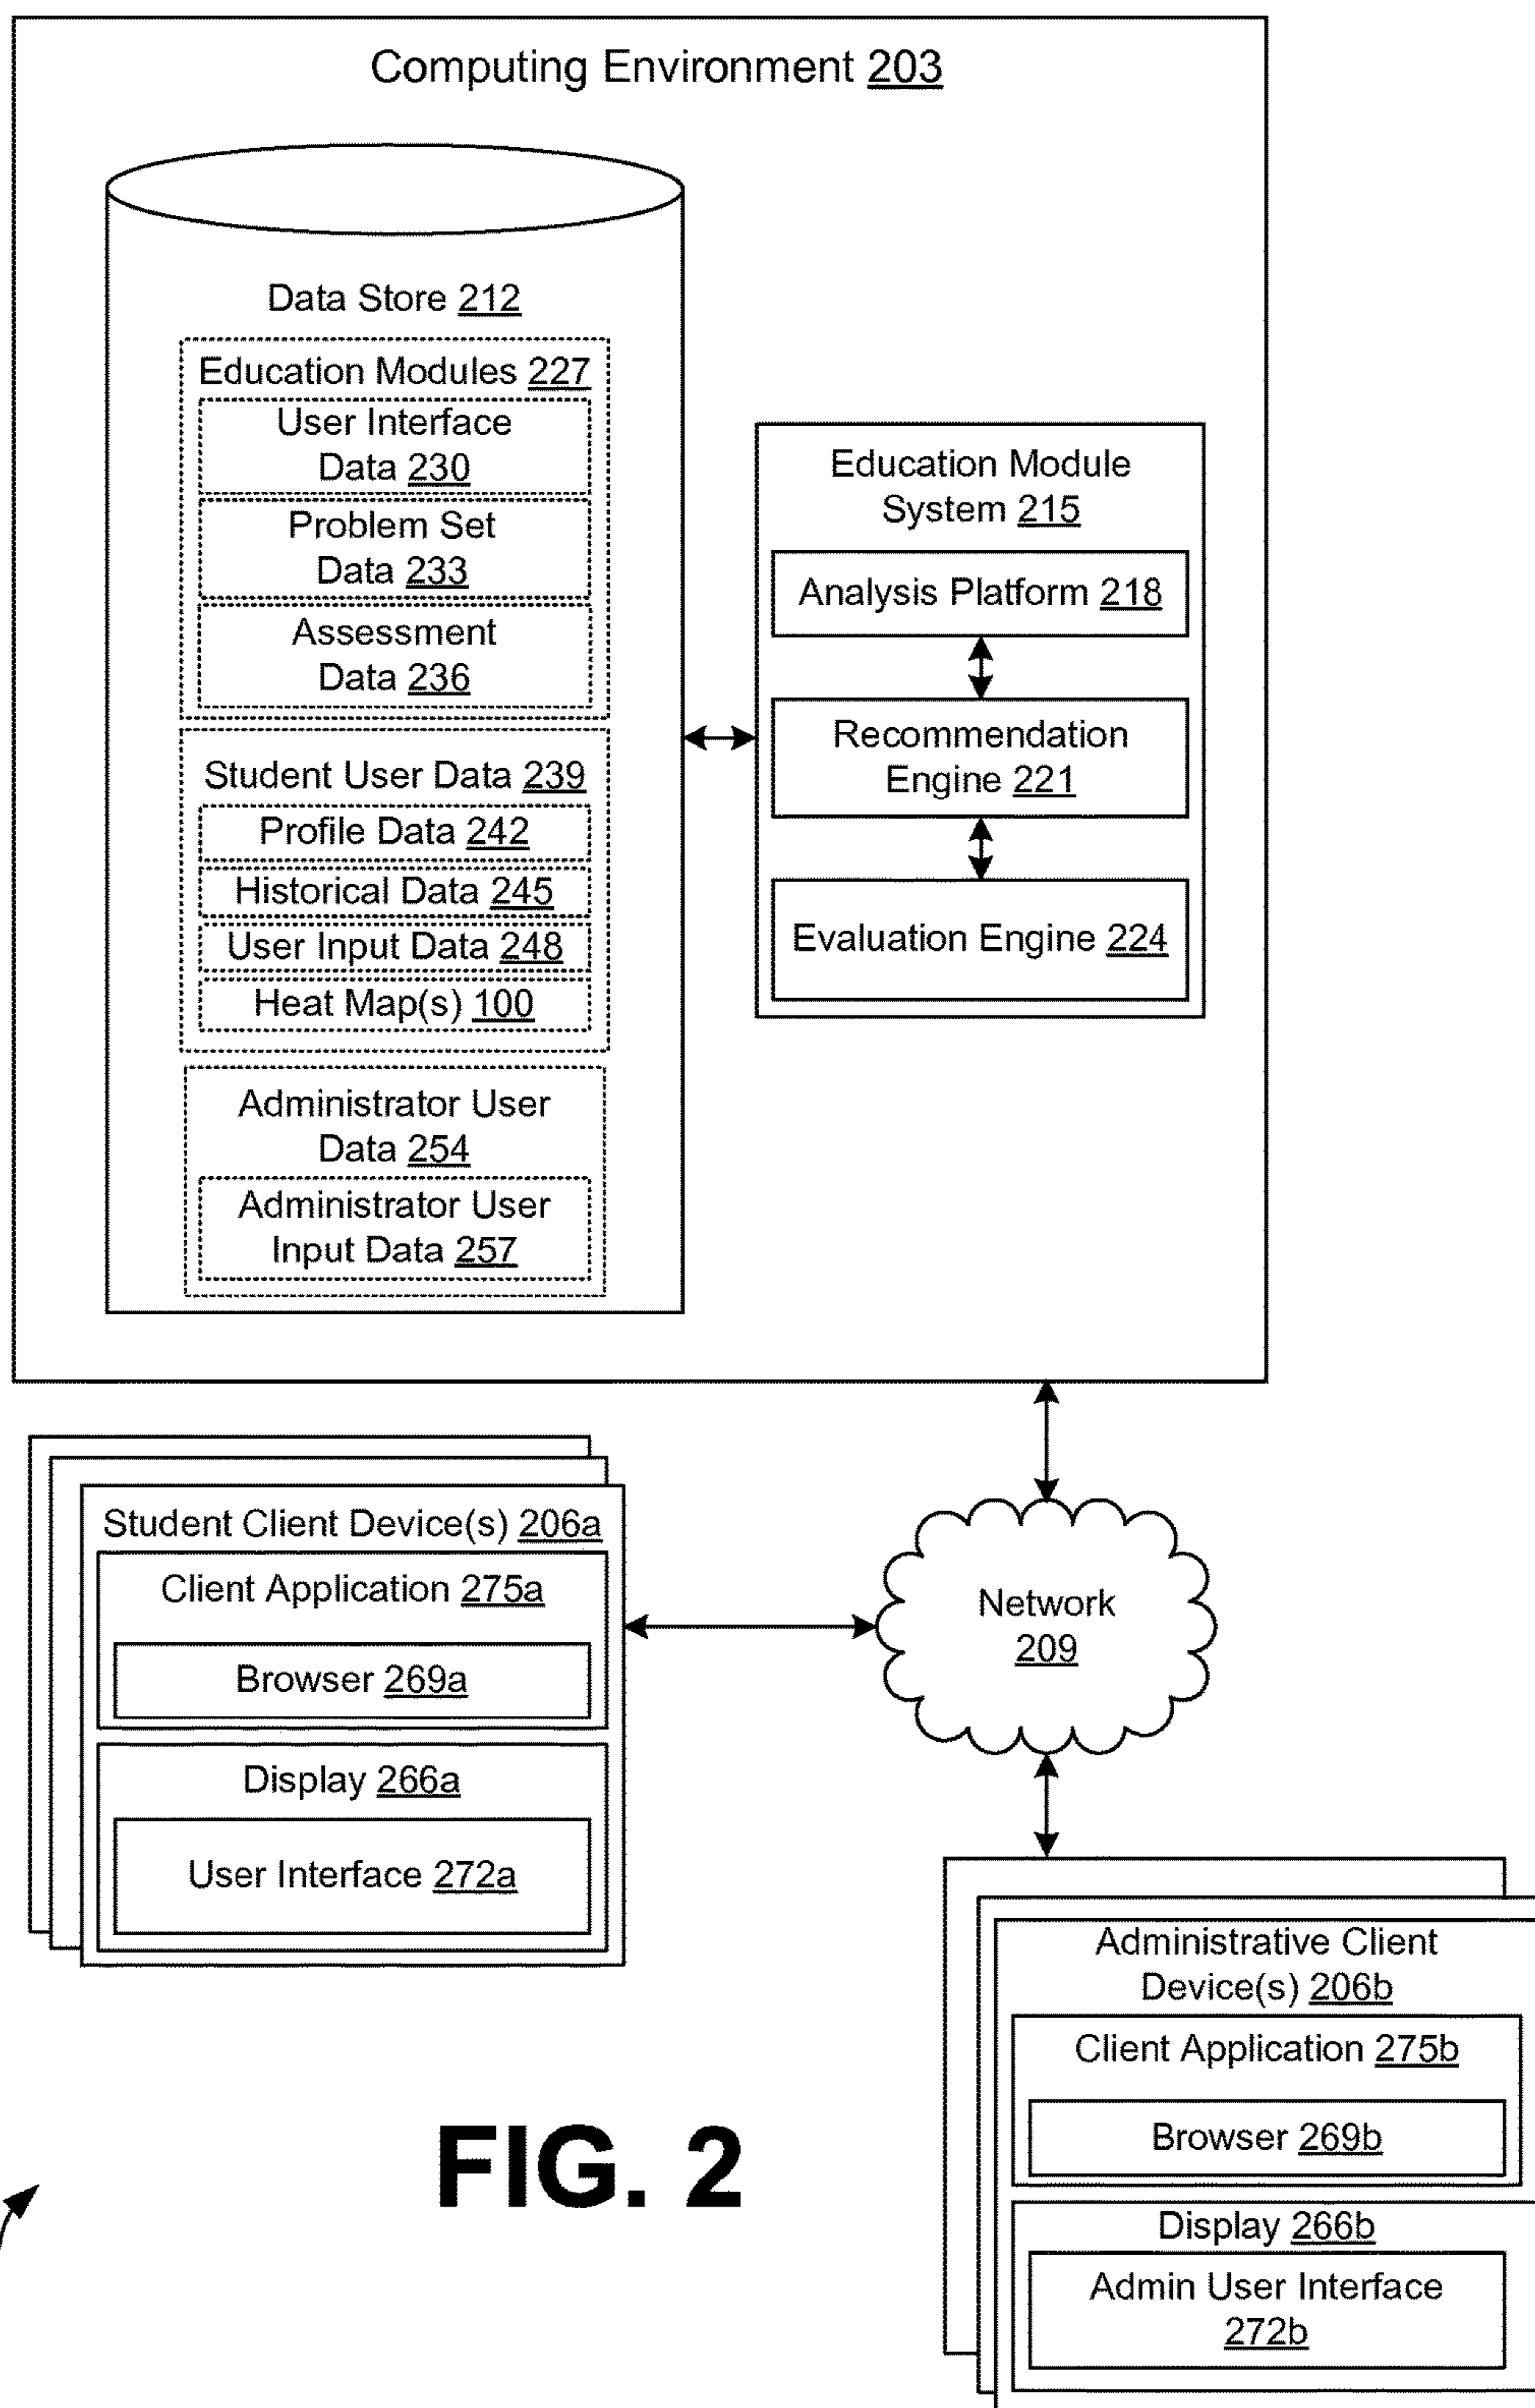 Computing Environment 203
Data Store 212
Education Modules 227
User Interface
Data 230
Problem Set
Data 233
Assessment
Data 236
Student User Data 239
Profile Data 242
Historical Data 245
User Input Data 248
Heat Map(s) 100
Administrator User
Data 254
Administrator User
Input Data 257
Education Module
System 215
Analysis Platform 218
Recommendation
Engine 221
Evaluation Engine 224
Student Client Device(s) 206a
Client Application 275a
Browser 269a
Display 266a
User Interface 272a
Network
209
Administrative Client
Device(s) 206b
Client Application 275b
Browser 269b
Display 266b
Admin User Interface
272b
FIG. 2